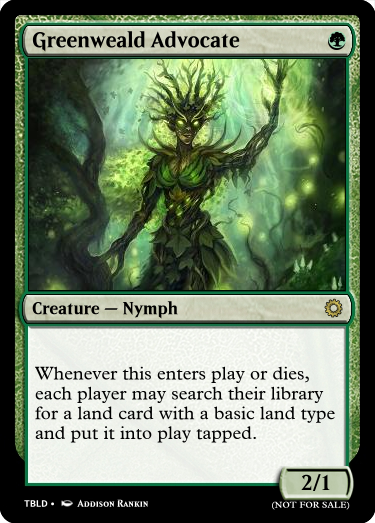 Greenweald Advocate
Creature — Nymph
Whenever this enters play or dies,
each player may search their library
for a land card with a basic land type
and put it into play tapped.
2/1
TBLD • Addison Rankin
(NOT FOR SALE)